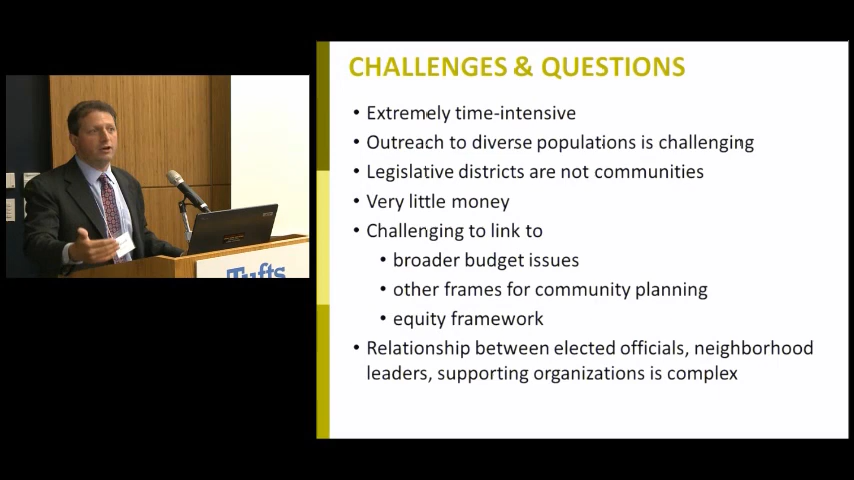 CHALLENGES & QUESTIONS
• Extremely time-intensive
• Outreach to diverse populations is challenging
• Legislative districts are not communities
• Very little money
• Challenging to link to
• broader budget issues
• other frames for community planning
• equity framework
• Relationship between elected officials, neighborhood
leaders, supporting organizations is complex
Tufts